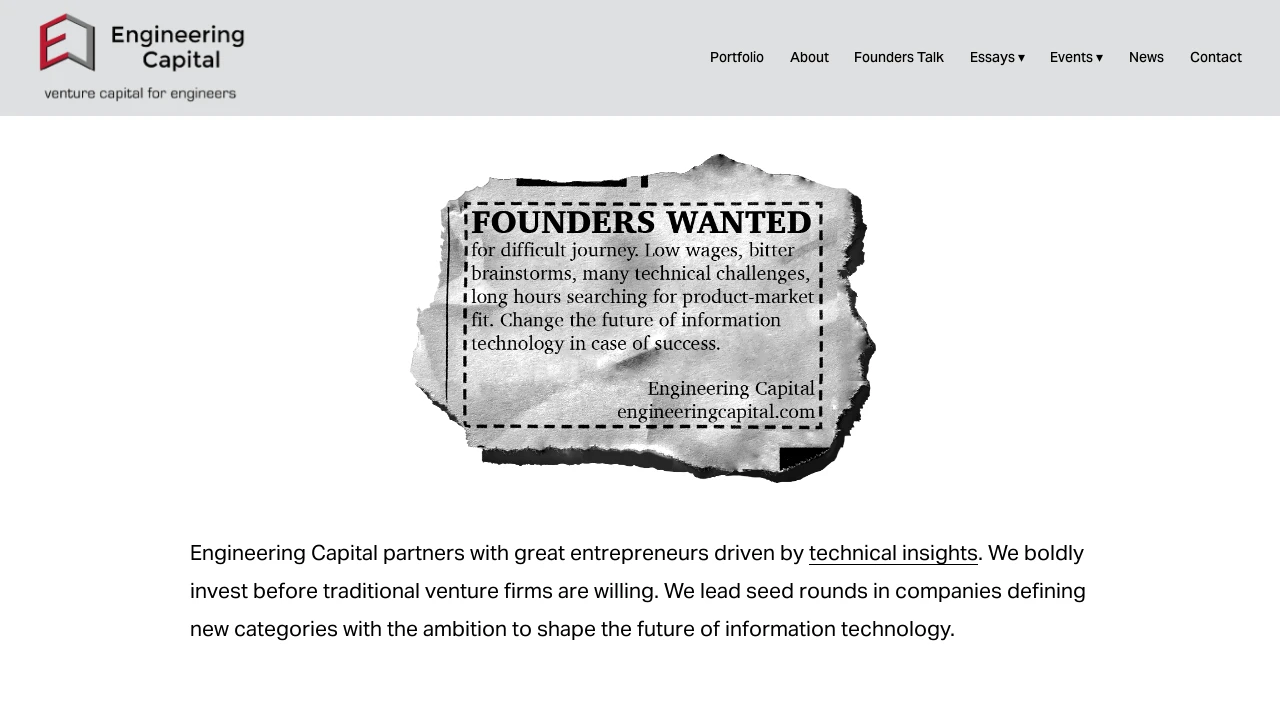 Engineering
Capital
venture capital for engineers
Portfolio
About
Founders Talk
Essays ▾
Events ▾
News
Contact
FOUNDERS WANTED
for difficult journey. Low wages, bitter
brainstorms, many technical challenges,
long hours searching for product-market
fit. Change the future of information
technology in case of success.
Engineering Capital
engineeringcapital.com
Engineering Capital partners with great entrepreneurs driven by technical insights. We boldly
invest before traditional venture firms are willing. We lead seed rounds in companies defining
new categories with the ambition to shape the future of information technology.